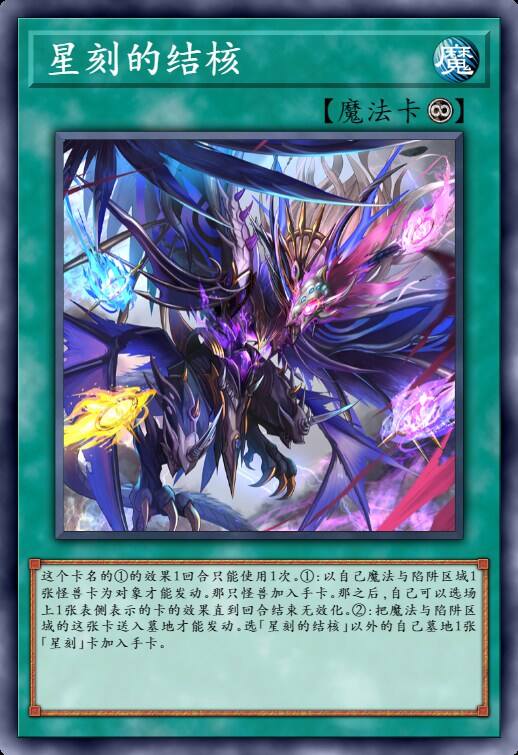 星刻的结核
魔
【魔法卡♾】
这个卡名的①的效果1回合只能使用1次。①:以自己魔法与陷阱区域1
张怪兽卡为对象才能发动。那只怪兽加入手卡。那之后,自己可以选场
上1张表侧表示的卡的效果直到回合结束无效化。②:把魔法与陷阱区域
的这张卡送入墓地才能发动。选「星刻的结核」以外的自己墓地1张
「星刻」卡加入手卡。